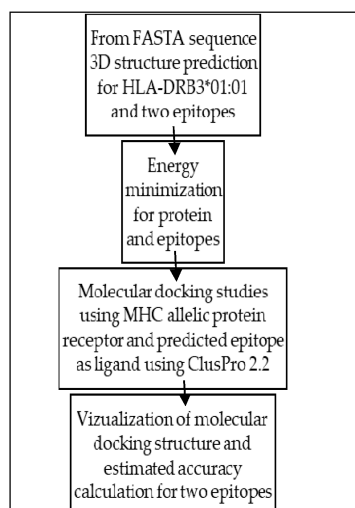 From FASTA sequence
3D structure prediction
for HLA-DRB3*01:01
and two epitopes
Energy
minimization
for protein
and epitopes
Molecular docking studies
using MHC allelic protein
receptor and predicted epitope
as ligand using ClusPro 2.2
Vizualization of molecular
docking structure and
estimated accuracy
calculation for two epitopes